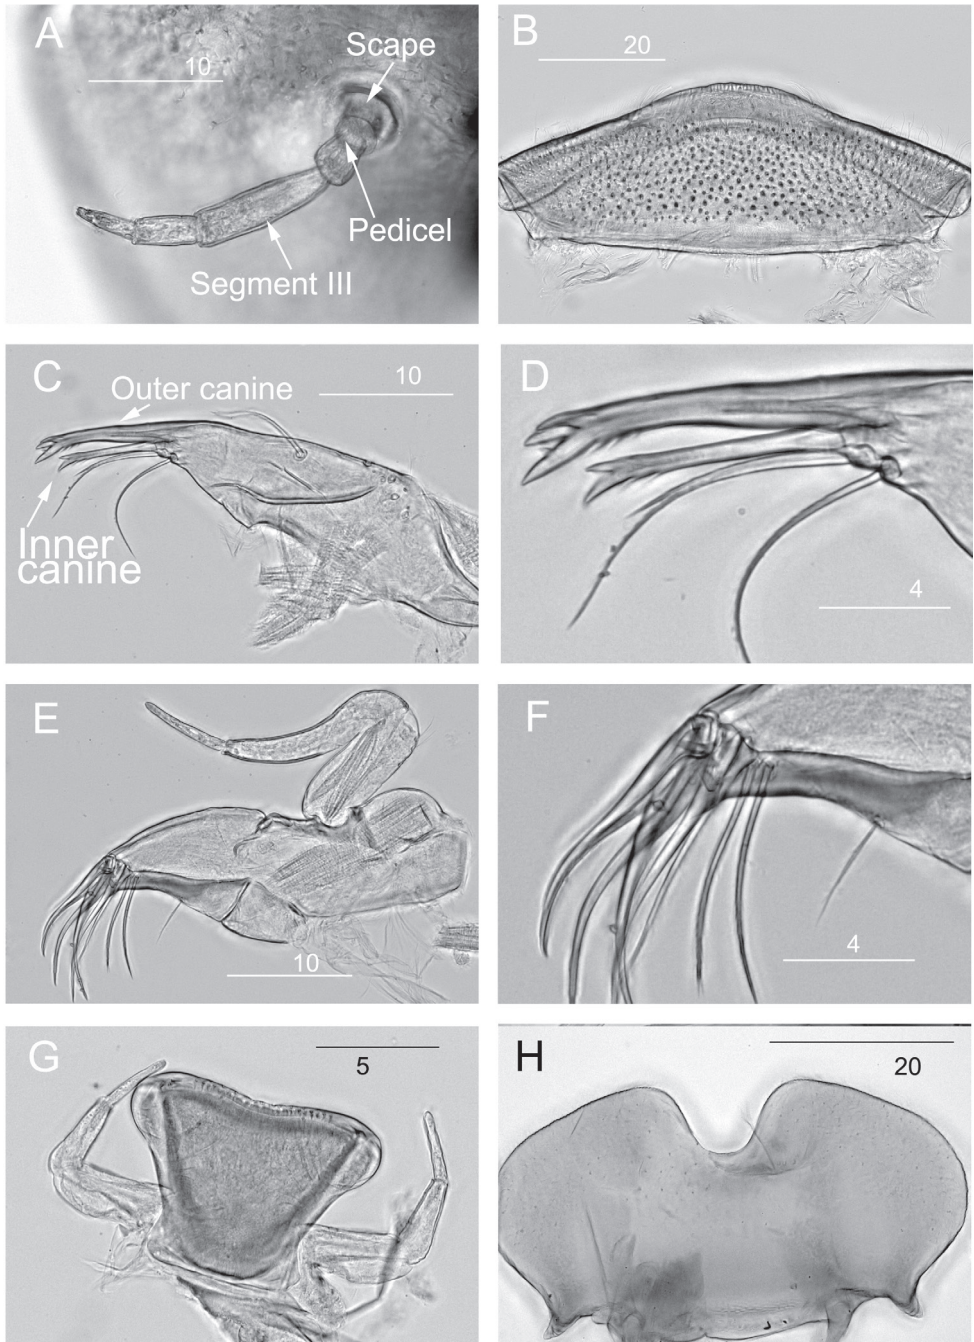 A
Scape
10
Pedicel
Segment III
B
20
C
Outer canine
10
Inner
canine
D
4
E
10
F
4
G
5
H
20